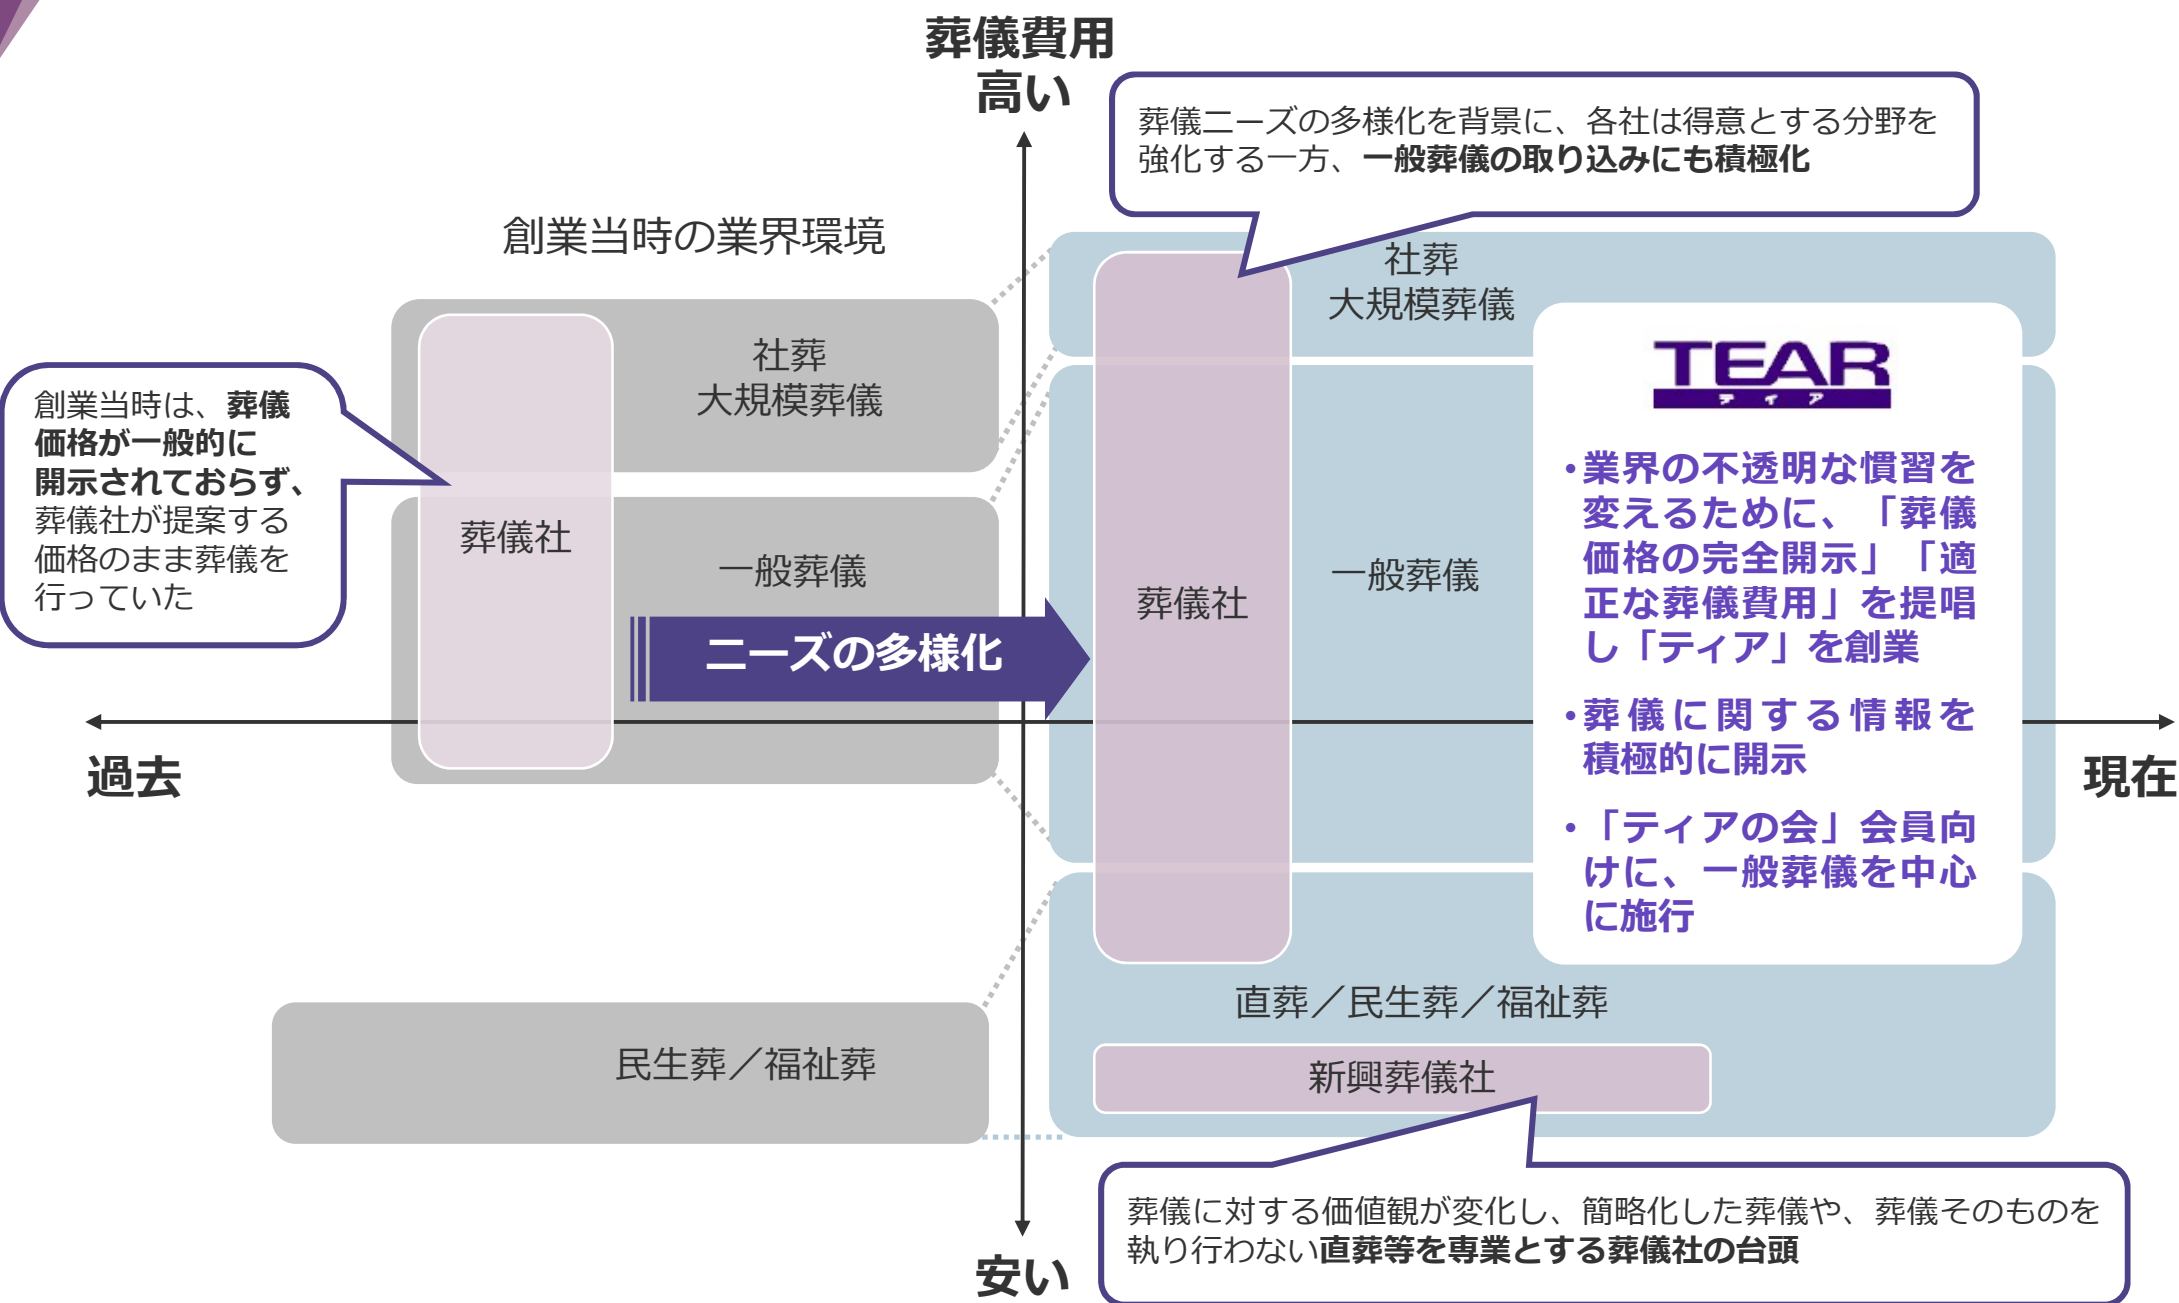 葬儀費用
高い
葬儀ニーズの多様化を背景に、各社は得意とする分野を
強化する一方、一般葬儀の取り込みにも積極化
創業当時の業界環境
社葬
大規模葬儀
葬儀社
一般葬儀
創業当時は、葬儀
価格が一般的に
開示されておらず、
葬儀社が提案する
価格のまま葬儀を
行っていた
ニーズの多様化
社葬
大規模葬儀
葬儀社
一般葬儀
TEAR
ティア
・業界の不透明な慣習を
変えるために、「葬儀
価格の完全開示」「適
正な葬儀費用」を提唱
し「ティア」を創業
・葬儀に関する情報を
積極的に開示
・「ティアの会」会員向
けに、一般葬儀を中心
に施行
過去
現在
民生葬／福祉葬
直葬／民生葬／福祉葬
新興葬儀社
葬儀に対する価値観が変化し、簡略化した葬儀や、葬儀そのものを
執り行わない直葬等を専業とする葬儀社の台頭
安い